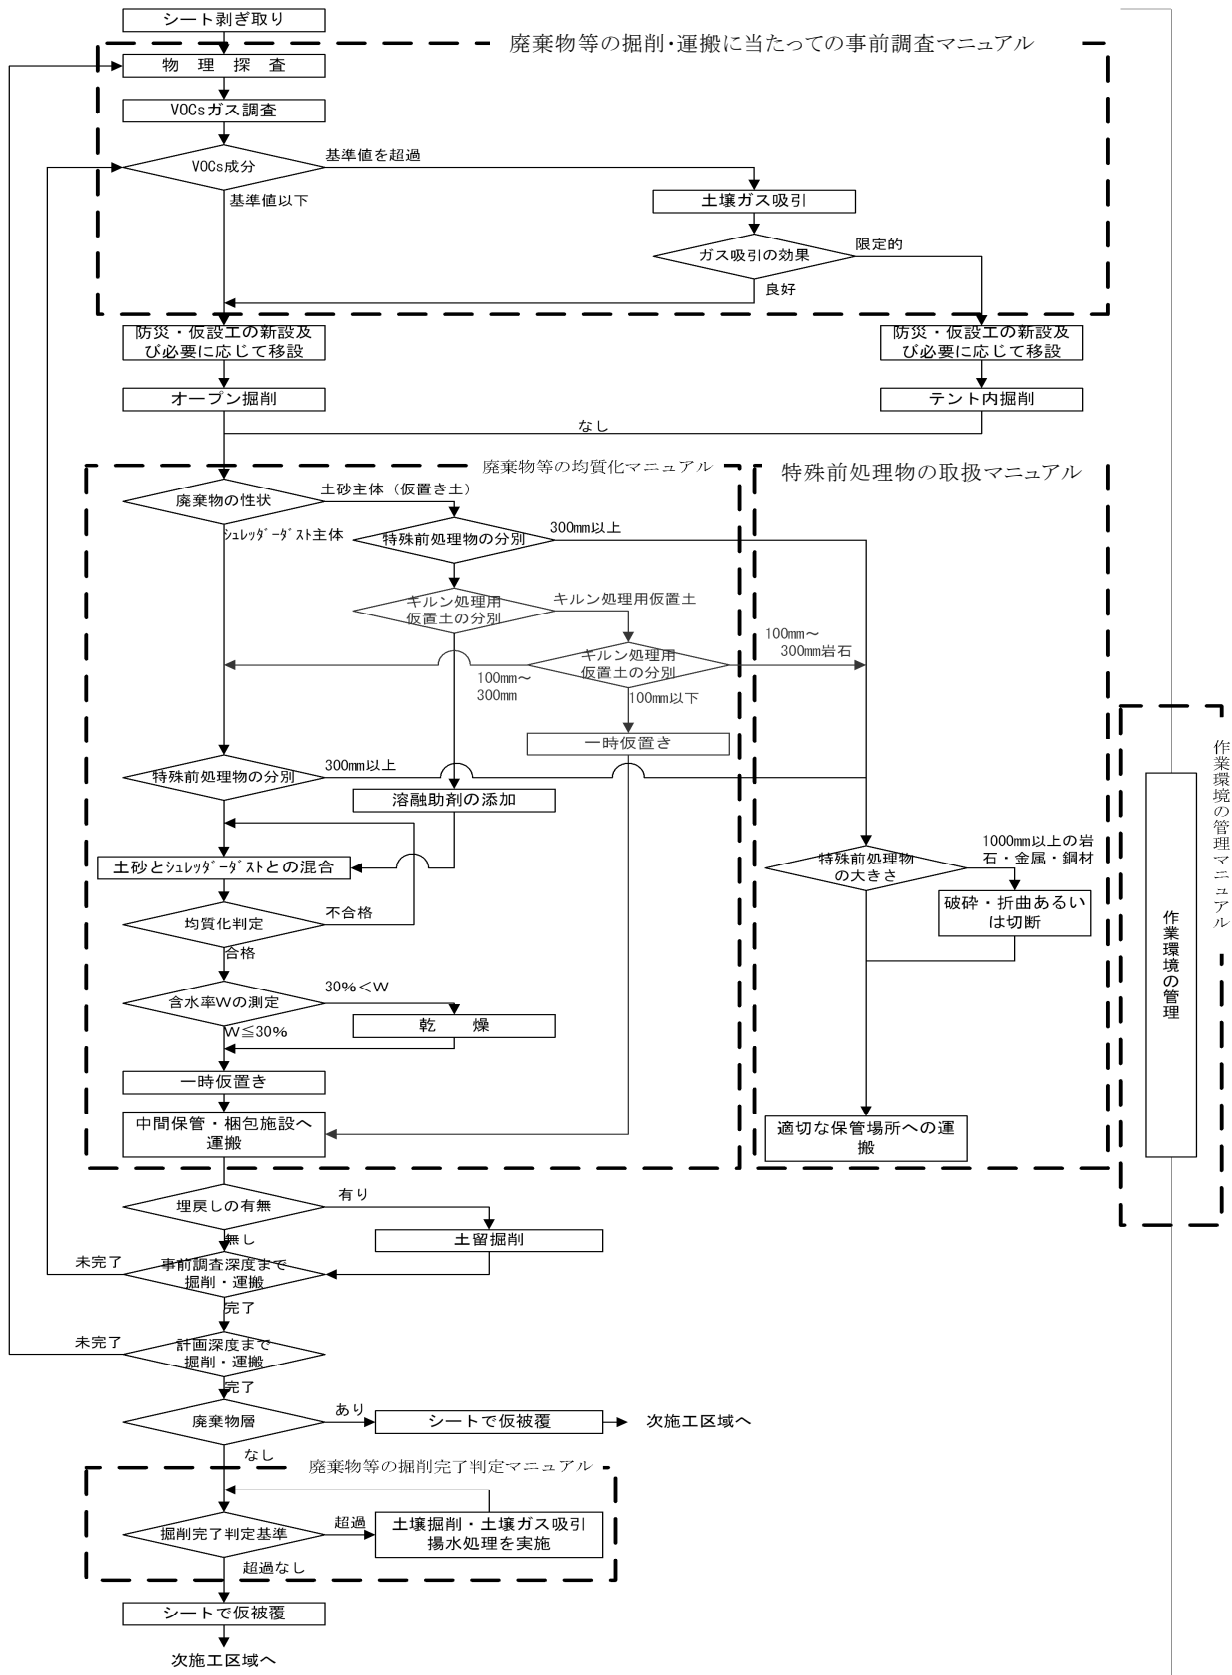 シート剥ぎ取り
廃棄物等の掘削・運搬に当たっての事前調査マニュアル
物　理　探　査
VOCsガス調査
VOCs成分
基準値を超過
基準値以下
土壌ガス吸引
ガス吸引の効果
限定的
良好
防災・仮設工の新設及
び必要に応じて移設
防災・仮設工の新設及
び必要に応じて移設
オープン掘削
テント内掘削
なし
廃棄物等の均質化マニュアル
特殊前処理物の取扱マニュアル
廃棄物の性状
土砂主体（仮置き土）
ｼｭﾚｯﾀﾞｰﾀﾞｽﾄ主体
特殊前処理物の分別
300mm以上
キルン処理用
仮置土の分別
キルン処理用仮置土
キルン処理用
仮置土の分別
100mm～
300mm岩石
100mm～
300mm
100mm以下
一時仮置き
特殊前処理物の分別
300mm以上
溶融助剤の添加
土砂とｼｭﾚｯﾀﾞｰﾀﾞｽﾄとの混合
特殊前処理物
の大きさ
1000mm以上の岩
石・金属・鋼材
破砕・折曲あるい
は切断
均質化判定
不合格
合格
含水率Wの測定
30%＜W
W≦30%
乾　　燥
一時仮置き
中間保管・梱包施設へ
運搬
適切な保管場所への運
搬
作業環境の管理マニュアル
作業環境の管理
埋戻しの有無
有り
無し
土留掘削
事前調査深度まで
掘削・運搬
未完了
完了
計画深度まで
掘削・運搬
未完了
完了
廃棄物層
あり
シートで仮被覆
次施工区域へ
なし
廃棄物等の掘削完了判定マニュアル
掘削完了判定基準
超過
土壌掘削・土壌ガス吸引
揚水処理を実施
超過なし
シートで仮被覆
次施工区域へ